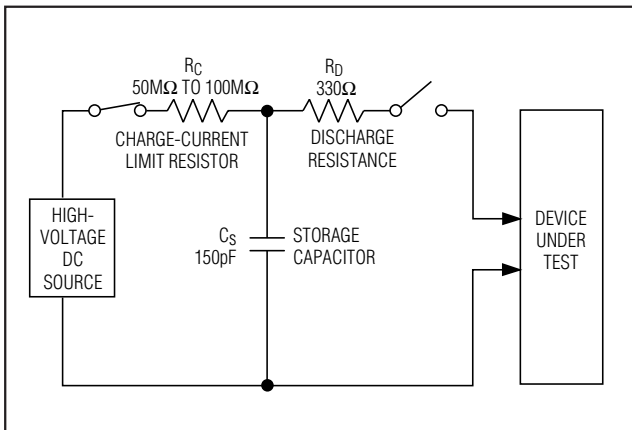 RC
50MΩ TO 100MΩ
CHARGE-CURRENT
LIMIT RESISTOR
RD
330Ω
DISCHARGE
RESISTANCE
HIGH-
VOLTAGE
DC
SOURCE
CS
150pF
STORAGE
CAPACITOR
DEVICE
UNDER
TEST